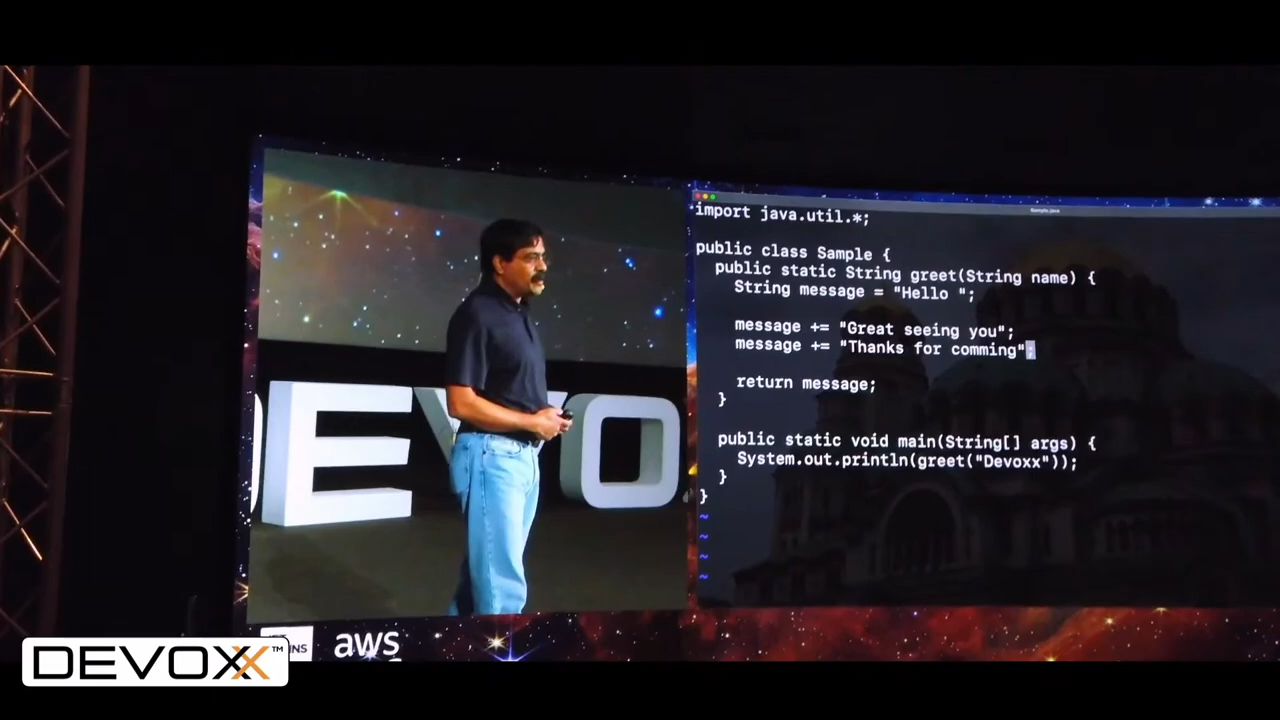 DEVO
import java.util.*;
public class Sample {
public static String greet(String name) {
String message = "Hello ";
message += "Great seeing you";
message += "Thanks for comming";
return message;
}
public static void main(String[] args) {
System.out.println(greet("Devoxx"));
}
}
~
~
~
~
aws
DEVOXX™